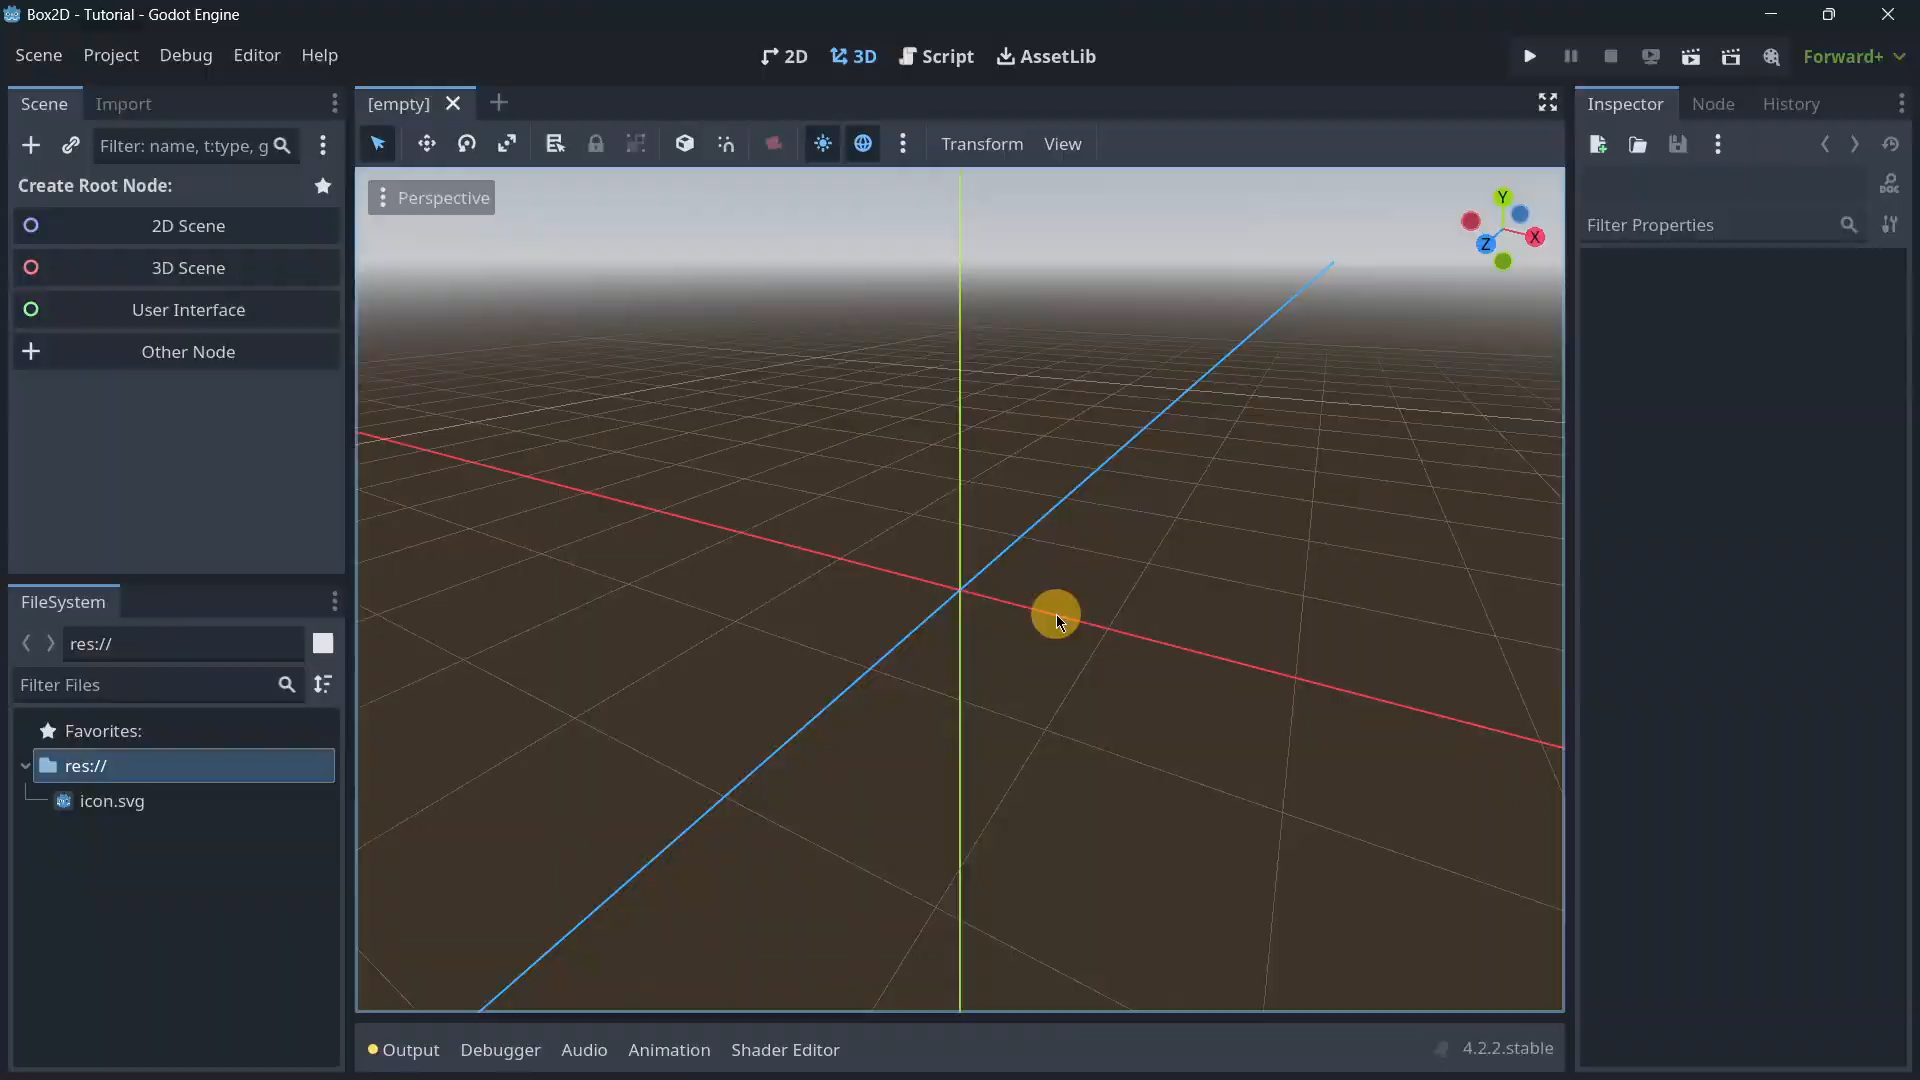 Box2D - Tutorial - Godot Engine
Scene Project Debug Editor Help
2D 3D Script AssetLib
Forward+
Scene Import
[empty]
Inspector Node History
Filter: name, t:type, g
Transform View
Create Root Node:
2D Scene
3D Scene
User Interface
Other Node
Perspective
Y
X
Z
DOC
Filter Properties
FileSystem
res://
Filter Files
Favorites:
res://
icon.svg
Output Debugger Audio Animation Shader Editor
4.2.2.stable